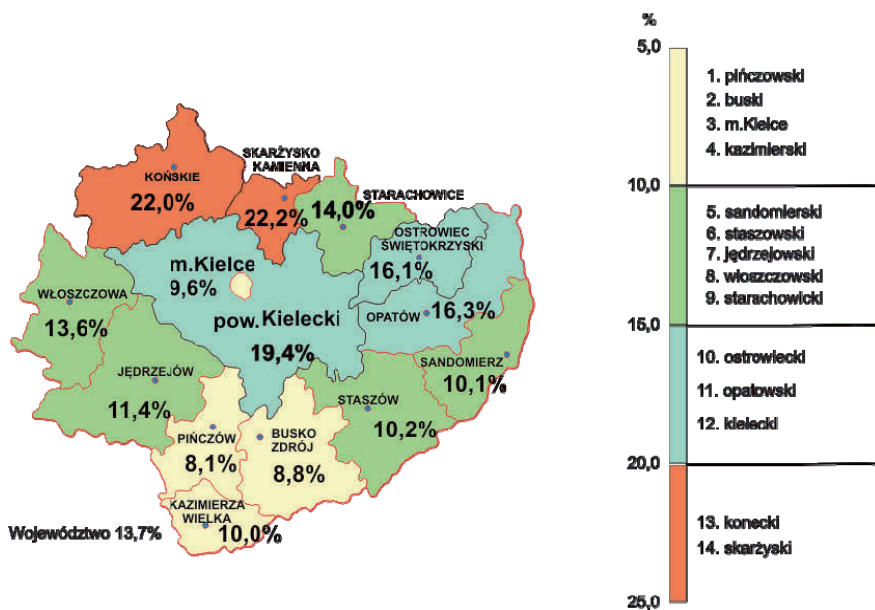 SKARŻYSKO
KAMIENNA
KOŃSKIE
22,0%
22,2%
STARACHOWICE
14,0%
OSTROWIEC
ŚWIĘTOKRZYSKI
16,1%
m.Kielce
9,6%
WŁOSZCZOWA
13,6%
pow.Kielecki
19,4%
OPATÓW
16,3%
SANDOMIERZ
10,1%
JĘDRZEJÓW
11,4%
STASZÓW
10,2%
PIŃCZÓW
8,1%
BUSKO
ZDRÓJ
8,8%
KAZIMIERZA
WIELKA
10,0%
Województwo 13,7%
%
5,0
1. pińczowski
2. buski
3. m.Kielce
4. kazimierski
10,0
5. sandomierski
6. staszowski
7. jędrzejowski
8. włoszczowski
9. starachowicki
15,0
10. ostrowiecki
11. opatowski
12. kielecki
20,0
13. konecki
14. skarżyski
25,0